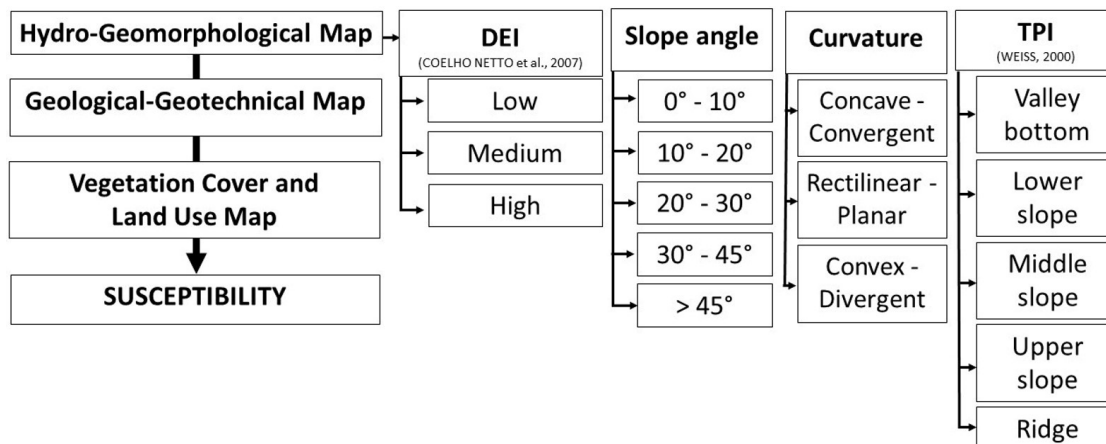 Hydro-Geomorphological Map
Geological-Geotechnical Map
Vegetation Cover and
Land Use Map
SUSCEPTIBILITY
DEI
(COELHO NETTO et al., 2007)
Low
Medium
High
Slope angle
0° - 10°
10° - 20°
20° - 30°
30° - 45°
> 45°
Curvature
Concave -
Convergent
Rectilinear -
Planar
Convex -
Divergent
TPI
(WEISS, 2000)
Valley
bottom
Lower
slope
Middle
slope
Upper
slope
Ridge